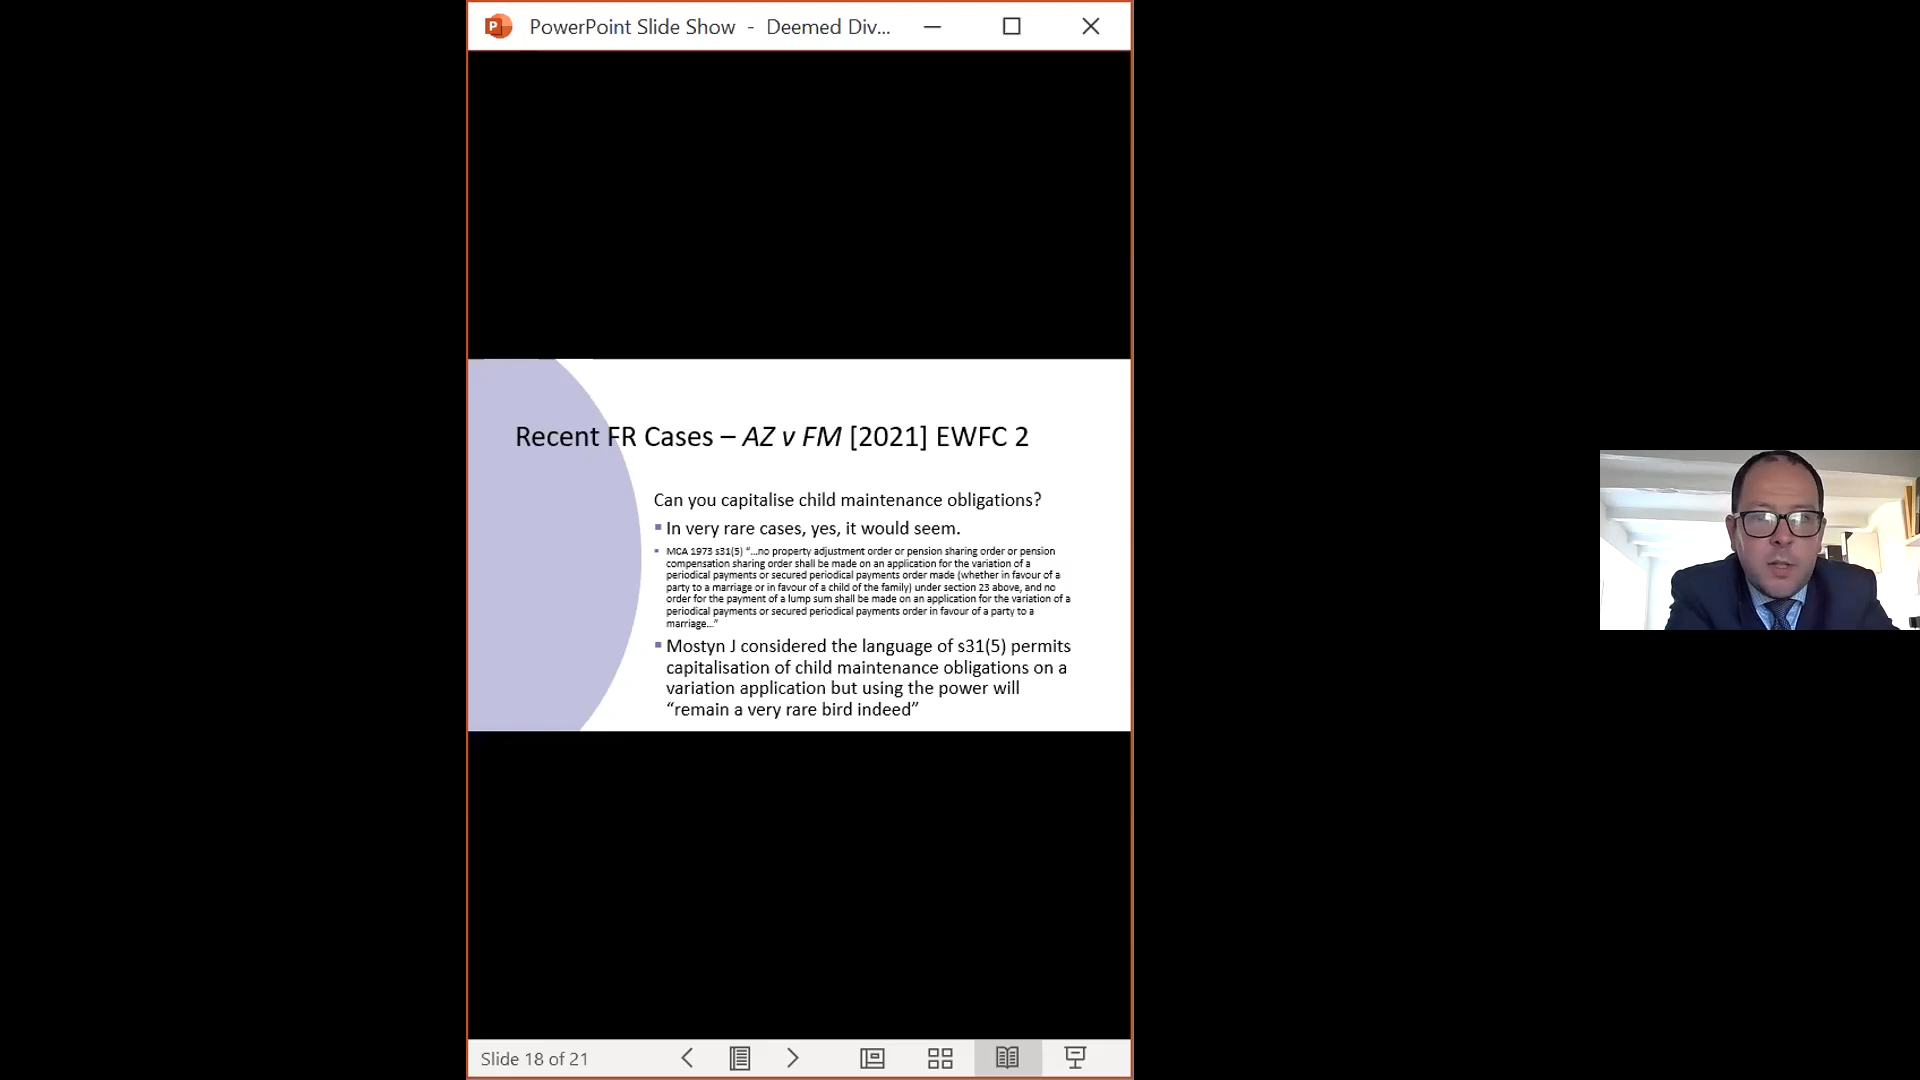 PowerPoint Slide Show - Deemed Div...
Recent FR Cases – AZ v FM [2021] EWFC 2
Can you capitalise child maintenance obligations?
In very rare cases, yes, it would seem.
MCA 1973 s31(5) “...no property adjustment order or pension sharing order or pension
compensation sharing order shall be made on an application for the variation of a
periodical payments or secured periodical payments order made (whether in favour of a
party to a marriage or in favour of a child of the family) under section 23 above, and no
order for the payment of a lump sum shall be made on an application for the variation of a
periodical payments or secured periodical payments order in favour of a party to a
marriage...”
Mostyn J considered the language of s31(5) permits
capitalisation of child maintenance obligations on a
variation application but using the power will
“remain a very rare bird indeed”
Slide 18 of 21